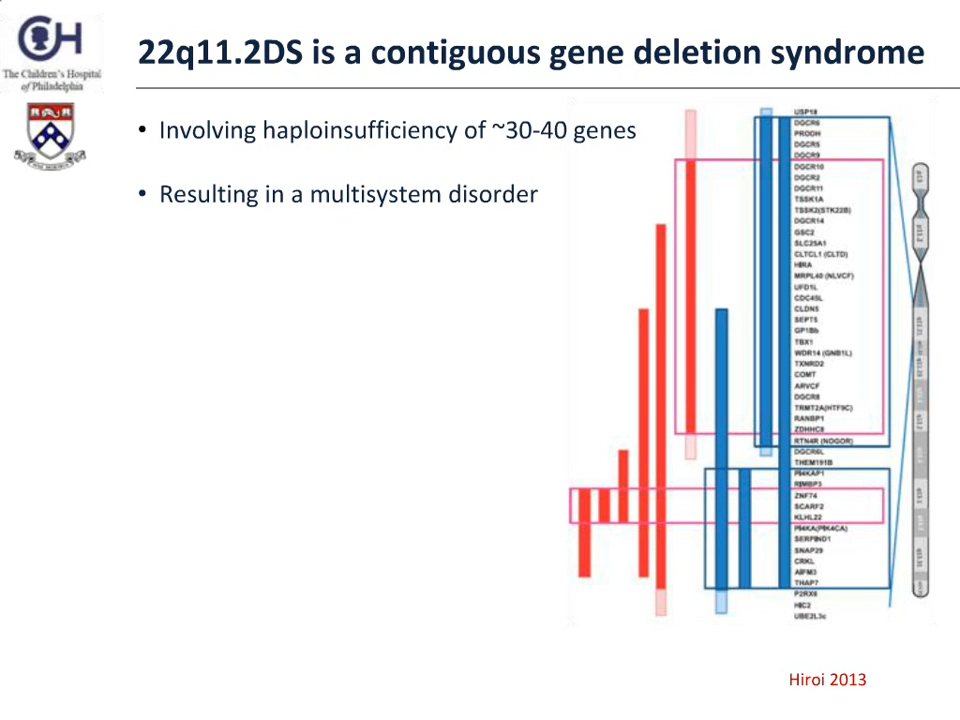 CH
The Children's Hospital
of Philadelphia
22q11.2DS is a contiguous gene deletion syndrome
• Involving haploinsufficiency of ~30-40 genes
• Resulting in a multisystem disorder
USP18
DGCR6
PRODH
DGCR5
DGCR9
DGCR10
DGCR2
DGCR11
TSSK1A
TSSK2(STK22B)
DGCR14
GSC2
SLC25A1
CLTCL1 (CLTD)
HIRA
MRPL40 (NLVCF)
UFD1L
CDC45L
CLDN5
SEPT5
GP1Bb
TBX1
WDR14 (GNB1L)
TXNRD2
COMT
ARVCF
DGCR8
TRMT2A(HTF9C)
RANBP1
ZDHHC8
RTN4R (NOGOR)
DGCR6L
THEM191B
PI4KAP1
RIMBP3
ZNF74
SCARF2
KLHL22
PI4KA(PIK4CA)
SERPIND1
SNAP29
CRKL
AIFM3
THAP7
P2RX6
HIC2
UBE2L3c
Hiroi 2013